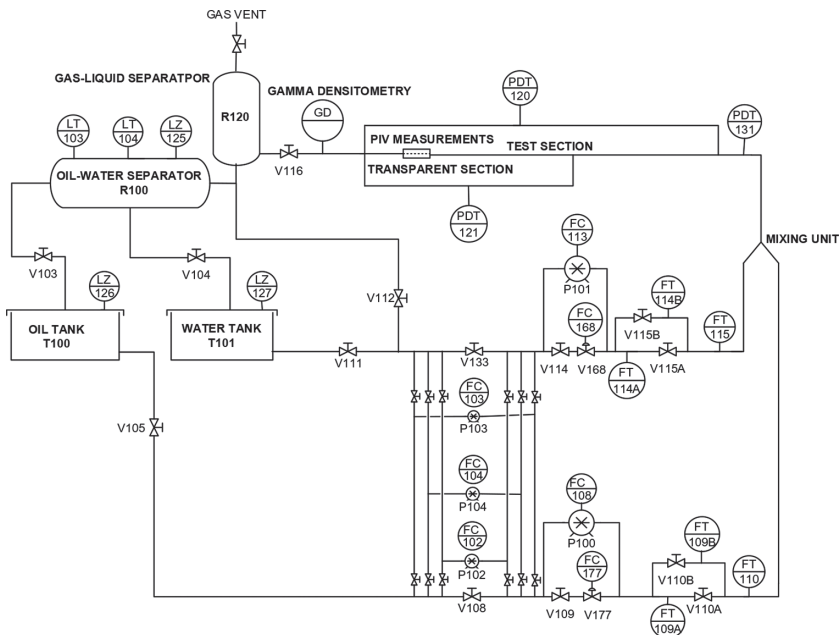 GAS VENT
GAS-LIQUID SEPARATPOR
R120
GAMMA DENSITOMETRY
GD
PDT
120
LT
103
LT
104
LZ
125
PIV MEASUREMENTS
TEST SECTION
PDT
131
V116
TRANSPARENT SECTION
OIL-WATER SEPARATOR
R100
PDT
121
FC
113
MIXING UNIT
V103
V104
P101
LZ
126
LZ
127
V112
FC
168
FT
114B
OIL TANK
T100
WATER TANK
T101
V115B
FT
115
V111
V133
V114
V168
FT
114A
V115A
FC
103
P103
V105
FC
104
P104
FC
108
P100
FC
102
P102
FT
109B
FC
177
V110B
FT
110
V108
V109
V177
FT
109A
V110A